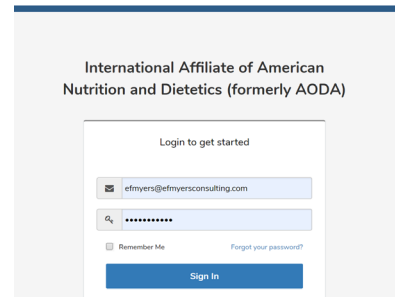 International Affiliate of American
Nutrition and Dietetics (formerly AODA)
Login to get started
efmyers@efmyersconsulting.com
•••••••••••
Remember Me
Forgot your password?
Sign In